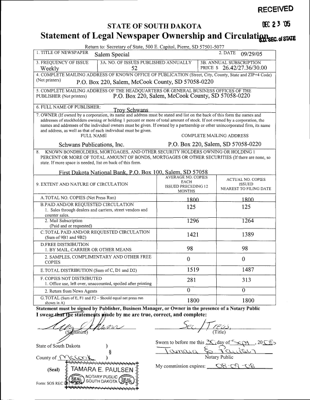 RECEIVED
DEC 23 '05
STATE OF SOUTH DAKOTA
Statement of Legal Newspaper Ownership and Circulation
SEC. of STATE
Return to: Secretary of State, 500 E. Capitol, Pierre, SD 57501-5077
1. TITLE OF NEWSPAPER
Salem Special
2. DATE 09/29/05
3. FREQUENCY OF ISSUE
Weekly
3A. NO. OF ISSUES PUBLISHED ANNUALLY
52
3B. ANNUAL SUBSCRIPTION
PRICE $ 26.42/27.36/30.00
4. COMPLETE MAILING ADDRESS OF KNOWN OFFICE OF PUBLICATION (Street, City, County, State and ZIP+4 Code)
(Not printers)
P.O. Box 220, Salem, McCook County, SD 57058-0220
5. COMPLETE MAILING ADDRESS OF THE HEADQUARTERS OR GENERAL BUSINESS OFFICES OF THE
PUBLISHER (Not printers)
P.O. Box 220, Salem, McCook County, SD 57058-0220
6. FULL NAME OF PUBLISHER:
Troy Schwans
7. OWNER (If owned by a corporation, its name and address must be stated and list on the back of this form the names and
addresses of stockholders owning or holding 1 percent or more of total amount of stock. If not owned by a corporation, the
names and addresses of the individual owners must be given. If owned by a partnership or other unincorporated firm, its name
and address, as well as that of each individual must be given.)
FULL NAME
COMPLETE MAILING ADDRESS
Schwans Publications, Inc.
P.O. Box 220, Salem, SD 57058-0220
8. KNOWN BONDHOLDERS, MORTGAGEES, AND OTHER SECURITY HOLDERS OWNING OR HOLDING 1
PERCENT OR MORE OF TOTAL AMOUNT OF BONDS, MORTGAGES OR OTHER SECURITIES (If there are none, so
state. If more space is needed, list on back of this form.
First Dakota National Bank, P.O. Box 100, Salem, SD 57058
9. EXTENT AND NATURE OF CIRCULATION
AVERAGE NO. COPIES
EACH
ISSUED PRECEDING 12
MONTHS
ACTUAL NO. COPIES
ISSUED
NEAREST TO FILING DATE
A. TOTAL NO. COPIES (Net Press Run)
1800
1800
B. PAID AND/OR REQUESTED CIRCULATION
1. Sales through dealers and carriers, street vendors and
counter sales.
125
125
2. Mail Subscription
(Paid and or requested)
1296
1264
C. TOTAL PAID AND/OR REQUESTED CIRCULATION
(Sum of 9B1 and 9B2)
1421
1389
D. FREE DISTRIBUTION
1. BY MAIL, CARRIER OR OTHER MEANS
98
98
2. SAMPLES, COMPLIMENTARY AND OTHER FREE
COPIES
0
0
E. TOTAL DISTRIBUTION (Sum of C, D1 and D2)
1519
1487
F. COPIES NOT DISTRIBUTED
1. Office use, left over, unaccounted, spoiled after printing
281
313
2. Return from News Agents
0
0
G. TOTAL (Sum of E, F1 and F2 - Should equal net press run
shown in A)
1800
1800
Statement must be signed by Publisher, Business Manager, or Owner in the presence of a Notary Public
I swear that the statements made by me are true, correct, and complete:
Sec / Treas
(Signature)
(Title)
State of South Dakota
County of McCook
(Seal)
TAMARA E. PAULSEN
NOTARY PUBLIC
SOUTH DAKOTA
SEAL
Sworn to before me this 30 day of Sept, 2005
Tamara E Paulsen
Notary Public
My commission expires: 08-09-08
Form: SOS REC